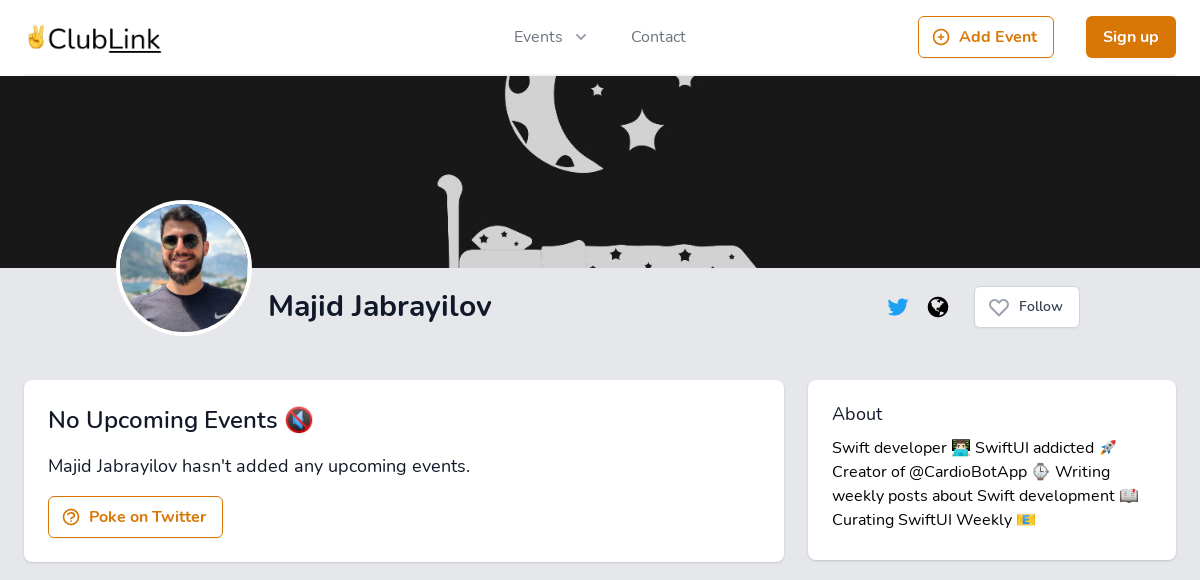 ✌️ClubLink
Events
Contact
Add Event
Sign up
Majid Jabrayilov
Follow
No Upcoming Events 🔇
Majid Jabrayilov hasn't added any upcoming events.
Poke on Twitter
About
Swift developer 👨🏻‍💻 SwiftUI addicted 🚀
Creator of @CardioBotApp ⌚️ Writing
weekly posts about Swift development 📖
Curating SwiftUI Weekly 📧